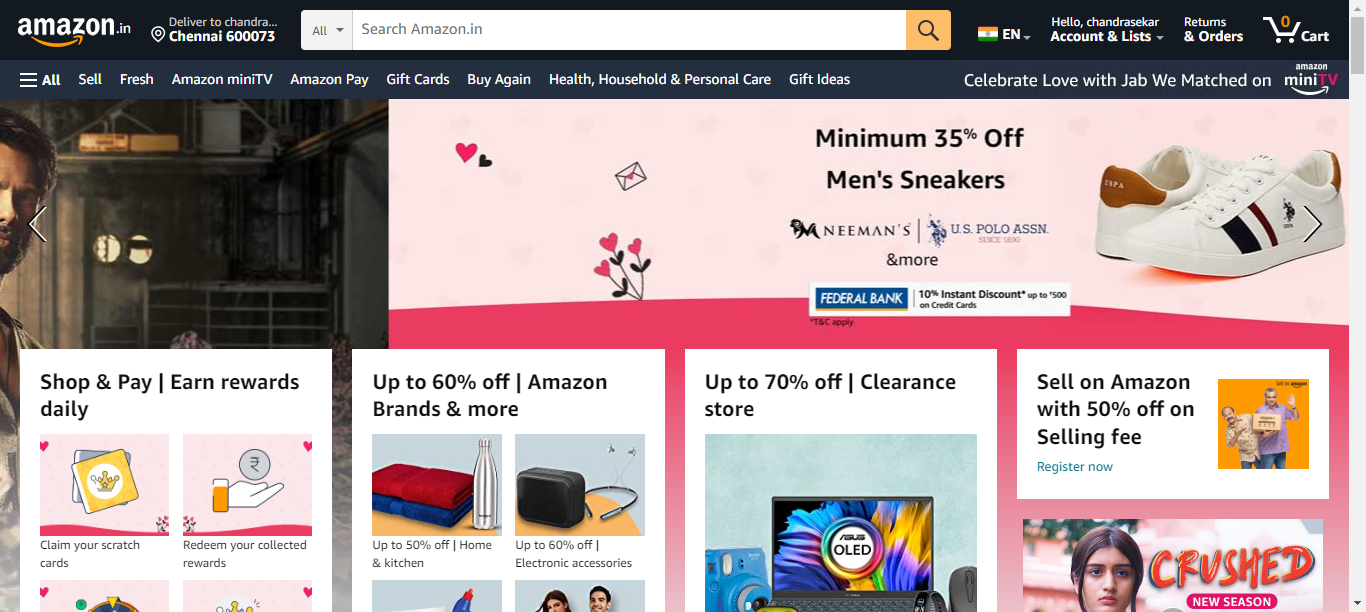 amazon.in
Deliver to chandra...
Chennai 600073
All
Search Amazon.in
EN
Hello, chandrasekar
Account & Lists
Returns
& Orders
0
Cart
All
Sell
Fresh
Amazon miniTV
Amazon Pay
Gift Cards
Buy Again
Health, Household & Personal Care
Gift Ideas
Celebrate Love with Jab We Matched on
amazon
miniTV
Minimum 35% Off
Men's Sneakers
NEEMAN'S
U.S. POLO ASSN.
SINCE 1890
&more
FEDERAL BANK
10% Instant Discount* up to ₹500
on Credit Cards
*T&C apply
Shop & Pay | Earn rewards
daily
Claim your scratch
cards
Redeem your collected
rewards
₹
Up to 60% off | Amazon
Brands & more
Up to 50% off | Home
& kitchen
Up to 60% off |
Electronic accessories
Up to 70% off | Clearance
store
ASUS
OLED
Sell on Amazon
with 50% off on
Selling fee
Register now
Sell on amazon
CRUSHED
NEW SEASON